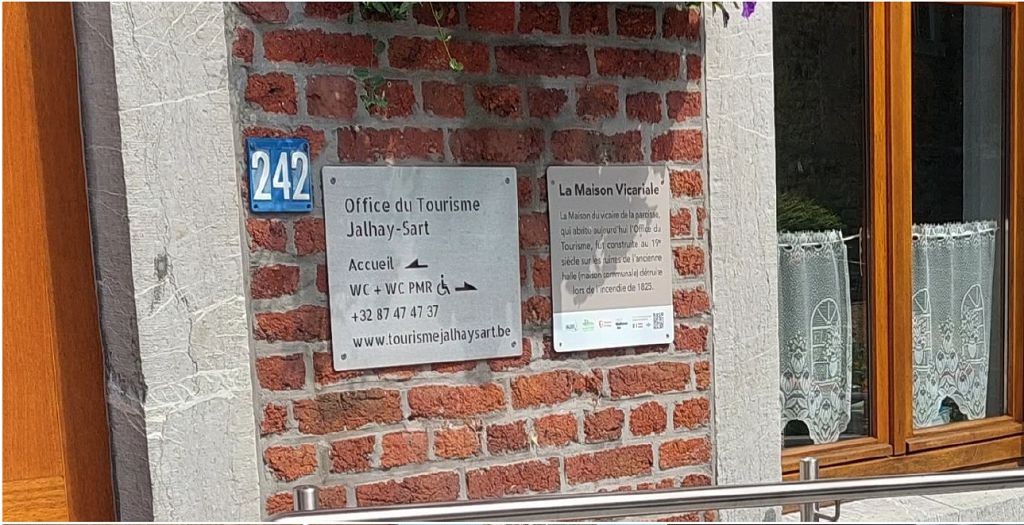 242
Office du Tourisme
Jalhay-Sart
Accueil
WC + WC PMR
+32 87 47 47 37
www.tourismejalhaysart.be
La Maison Vicariale
La Maison du vicaire de la paroisse,
qui abrite aujourd'hui l'Office du
Tourisme, fut construite au 19e
siècle sur les ruines de l'ancienne
halle (maison communale) détruite
lors de l'incendie de 1825.